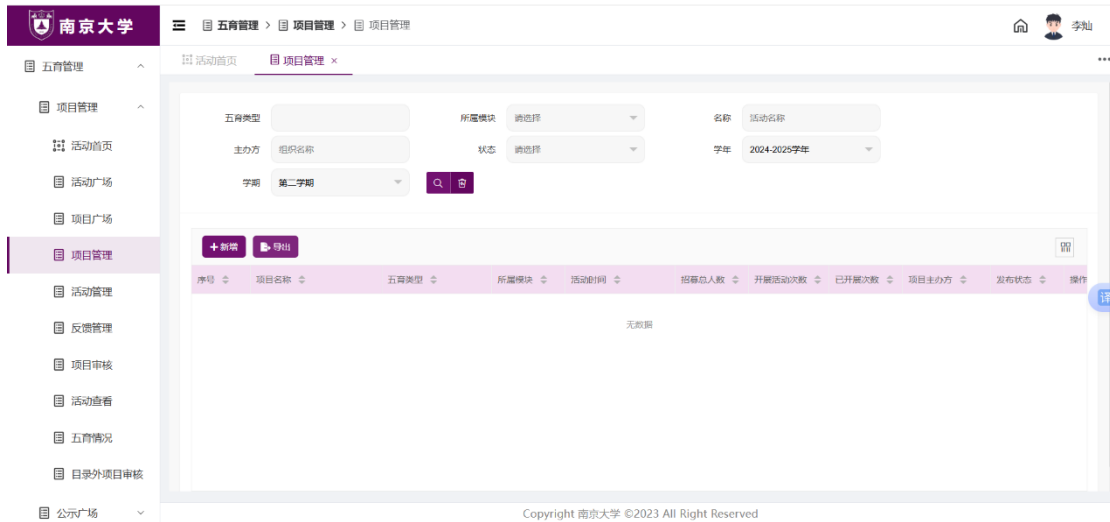 南京大学
五育管理 > 项目管理 > 项目管理
李灿
五育管理
项目管理
活动首页
活动广场
项目广场
项目管理
活动管理
反馈管理
项目审核
活动查看
五育情况
目录外项目审核
公示广场
活动首页 项目管理 ×
五育类型 所属模块 请选择 名称 活动名称
主办方 组织名称 状态 请选择 学年 2024-2025学年
学期 第二学期
+新增 导出
序号 项目名称 五育类型 所属模块 活动时间 招募总人数 开展活动次数 已开展次数 项目主办方 发布状态 操作
无数据
译
Copyright 南京大学 ©2023 All Right Reserved